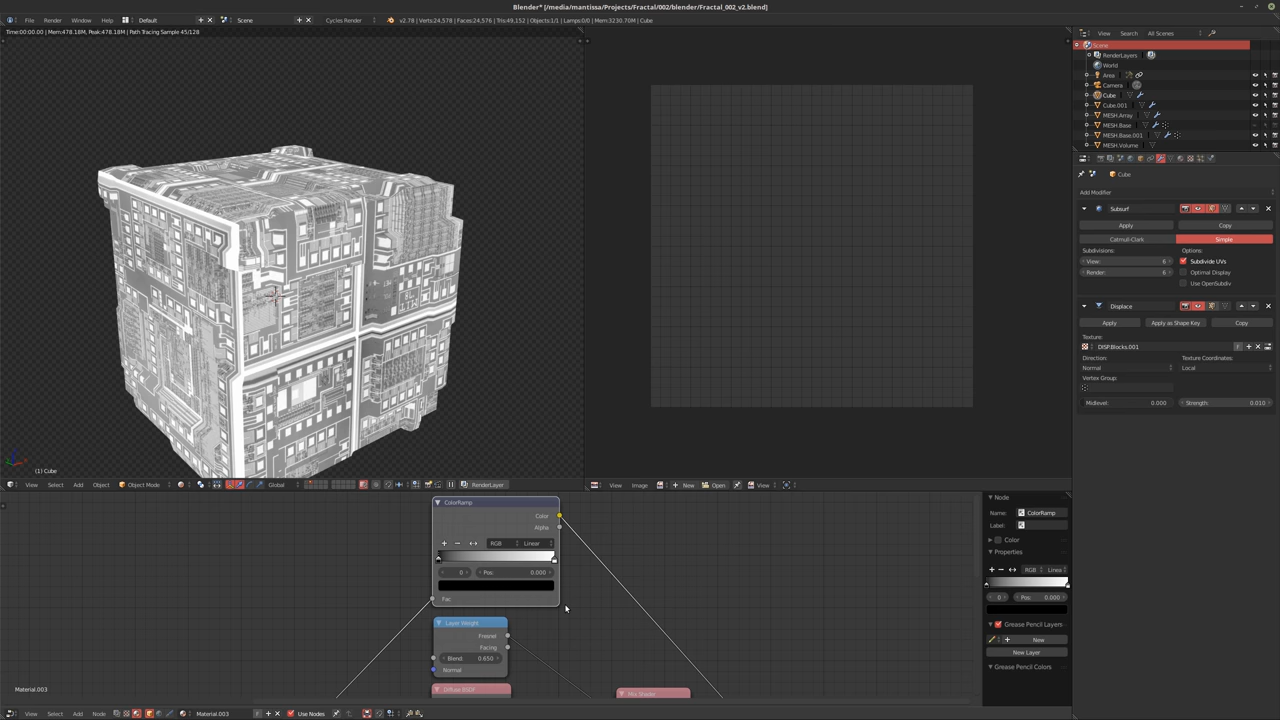 Blender* [/media/mantissa/Projects/Fractal/002/blender/Fractal_002_v2.blend]
File Render Window Help Default Scene Cycles Render v2.78 | Verts:24,578 | Faces:24,576 | Tris:49,152 | Objects:1/1 | Lamps:0/0 | Mem:3230.70M | Cube
Time:00:00.00 | Mem:478.18M, Peak:478.18M | Path Tracing Sample 45/128
View Search All Scenes
Scene
RenderLayers
World
Area
Camera
Cube
Cube.001
MESH.Array
MESH.Base
MESH.Base.001
MESH.Volume
Cube
Add Modifier
Subsurf
Apply Copy
Catmull-Clark Simple
Subdivisions: Options:
View: 6 Subdivide UVs
Render: 6 Optimal Display
Use OpenSubdiv
Displace
Apply Apply as Shape Key Copy
Texture:
DISP.Blocks.001 F
Direction: Texture Coordinates:
Normal Local
Vertex Group:
Midlevel: 0.000 Strength: 0.010
(1) Cube
View Select Add Object Object Mode Global RenderLayer
View Image New Open View
ColorRamp
Color
Alpha
RGB Linear
0 Pos: 0.000
Fac
Layer Weight
Fresnel
Facing
Blend: 0.650
Normal
Diffuse BSDF
Mix Shader
Material.003
Node
Name: ColorRamp
Label:
Color
Properties
RGB Linea
0 Pos: 0.000
Grease Pencil Layers
New
New Layer
Grease Pencil Colors
View Select Add Node Material.003 F Use Nodes